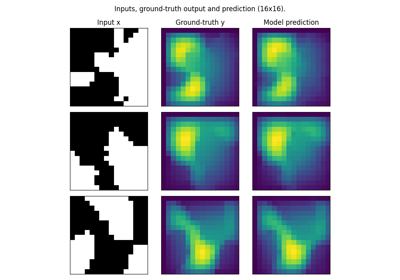 Inputs, ground-truth output and prediction (16x16).
Input x
Ground-truth y
Model prediction